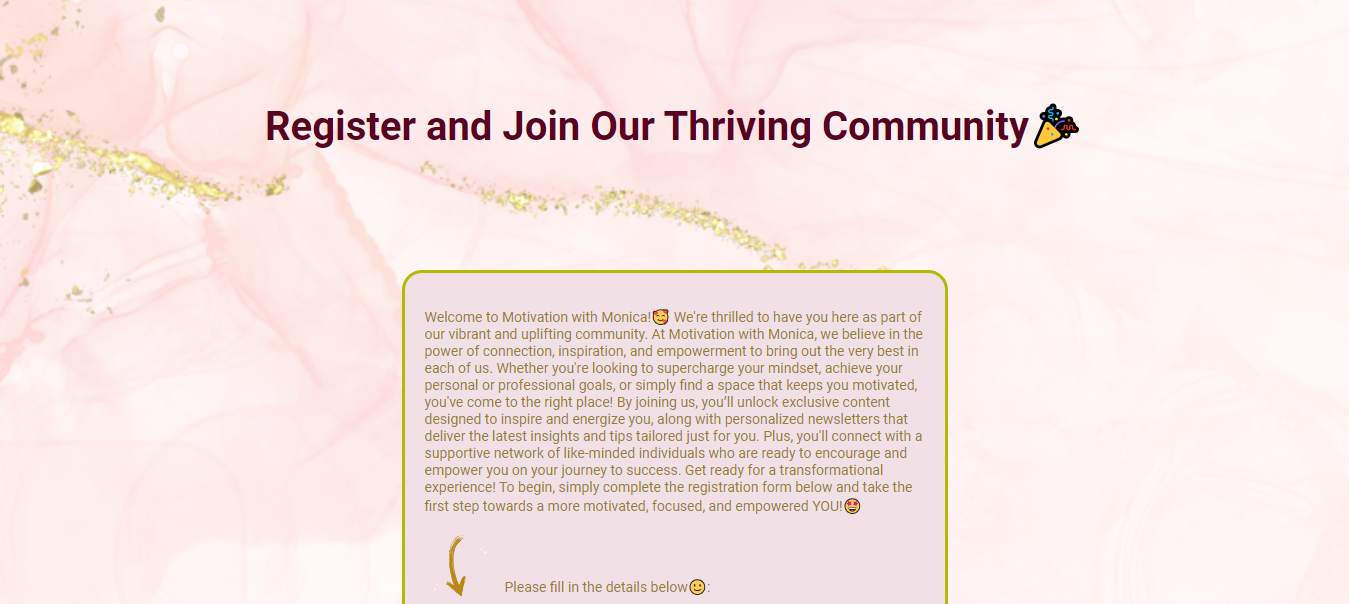 Register and Join Our Thriving Community🎉
Welcome to Motivation with Monica!🥰 We're thrilled to have you here as part of
our vibrant and uplifting community. At Motivation with Monica, we believe in the
power of connection, inspiration, and empowerment to bring out the very best in
each of us. Whether you're looking to supercharge your mindset, achieve your
personal or professional goals, or simply find a space that keeps you motivated,
you've come to the right place! By joining us, you’ll unlock exclusive content
designed to inspire and energize you, along with personalized newsletters that
deliver the latest insights and tips tailored just for you. Plus, you'll connect with a
supportive network of like-minded individuals who are ready to encourage and
empower you on your journey to success. Get ready for a transformational
experience! To begin, simply complete the registration form below and take the
first step towards a more motivated, focused, and empowered YOU!🤩
Please fill in the details below🙂: